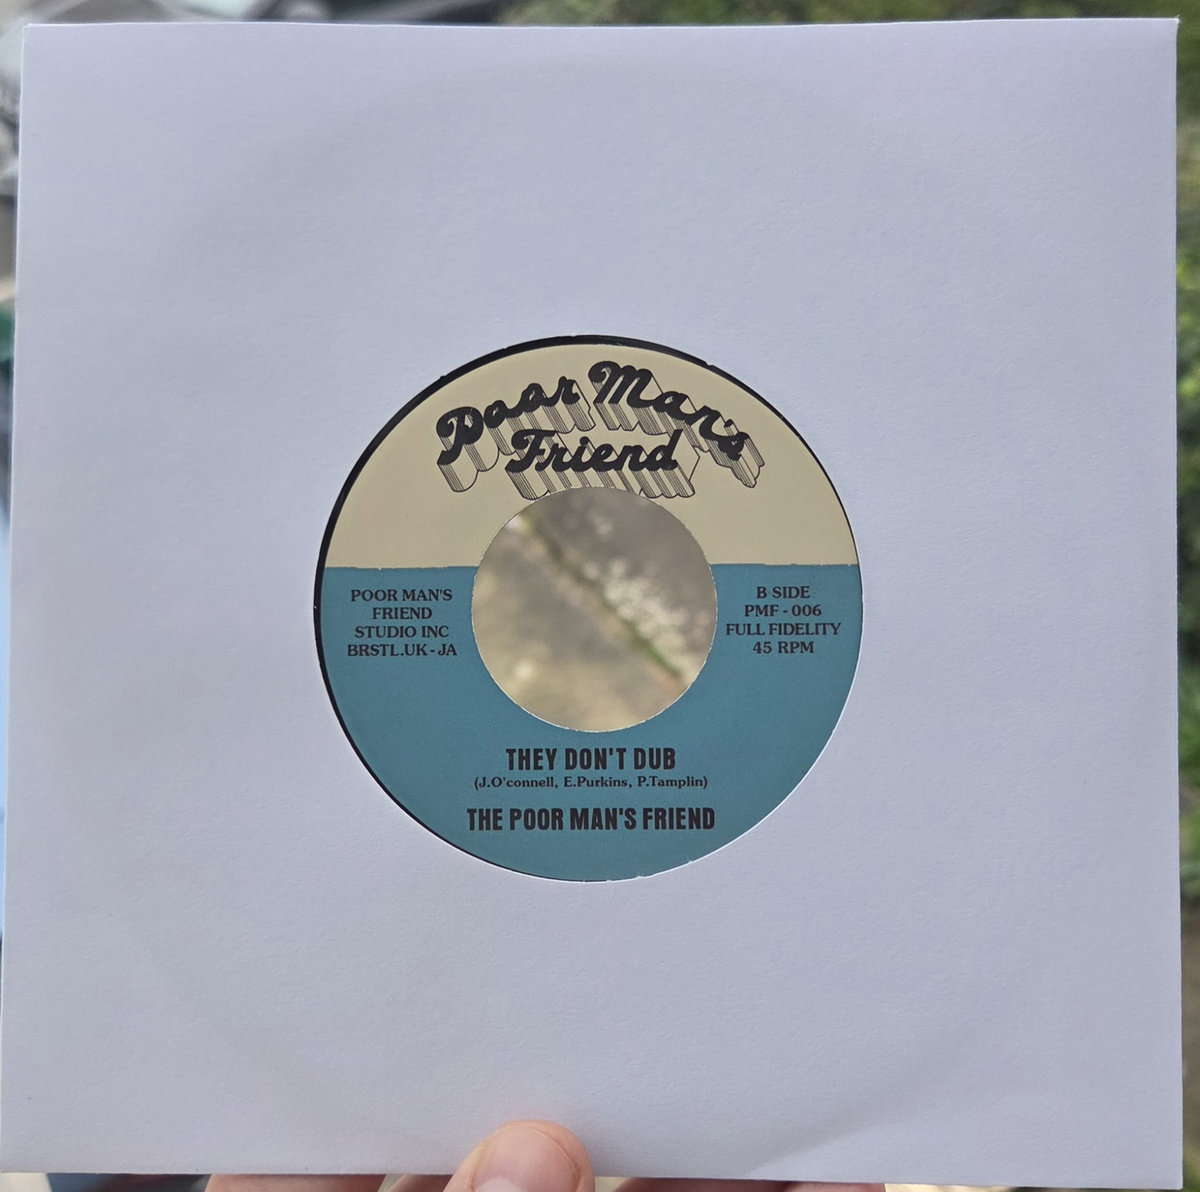 Poor Man's
Friend
POOR MAN'S
FRIEND
STUDIO INC
BRSTL.UK-JA
B SIDE
PMF - 006
FULL FIDELITY
45 RPM
THEY DON'T DUB
(J.O'connell, E.Purkins, P.Tamplin)
THE POOR MAN'S FRIEND